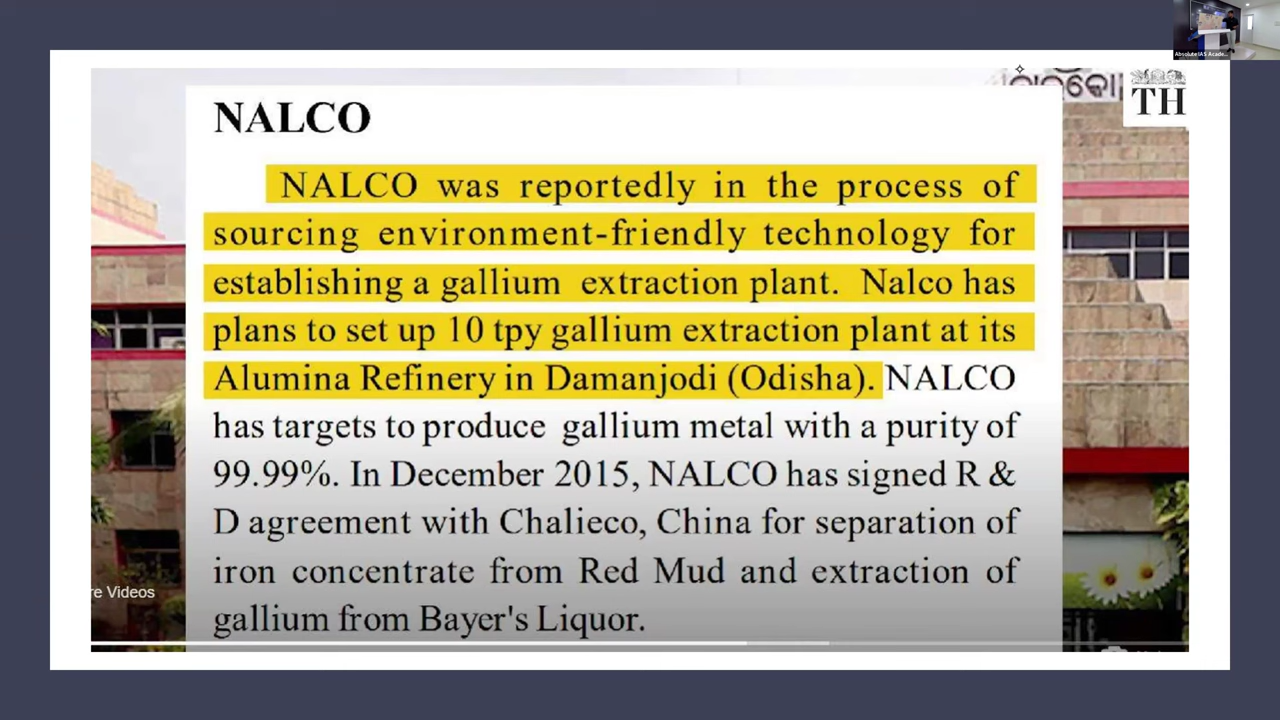 Absolute IAS Acade...
TH
NALCO
NALCO was reportedly in the process of
sourcing environment-friendly technology for
establishing a gallium extraction plant. Nalco has
plans to set up 10 tpy gallium extraction plant at its
Alumina Refinery in Damanjodi (Odisha). NALCO
has targets to produce gallium metal with a purity of
99.99%. In December 2015, NALCO has signed R &
D agreement with Chalieco, China for separation of
iron concentrate from Red Mud and extraction of
gallium from Bayer's Liquor.
re Videos